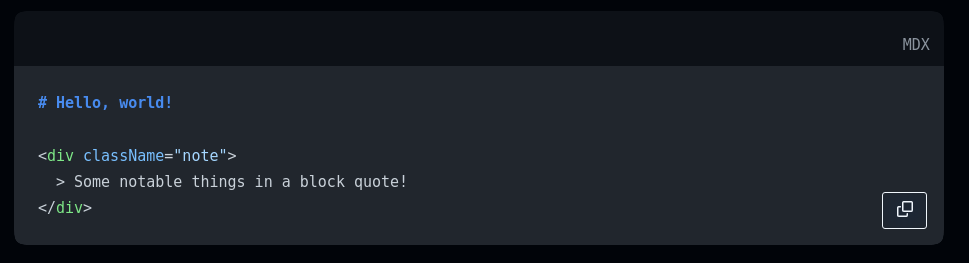 MDX
# Hello, world!
<div className="note">
  > Some notable things in a block quote!
</div>